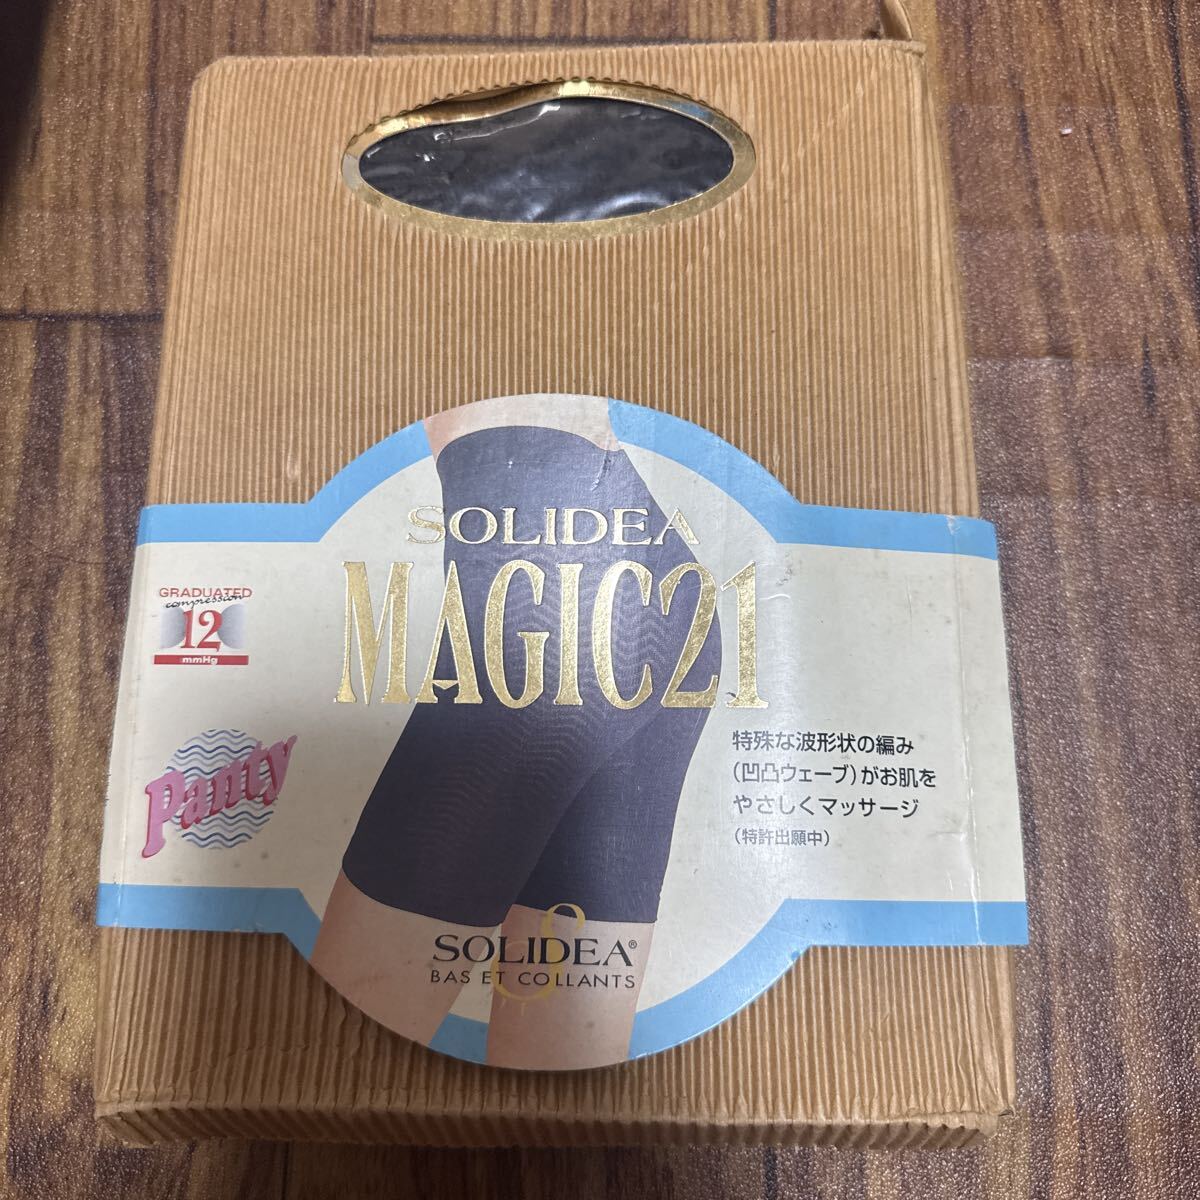 SOLIDEA
MAGIC21
GRADUATED
compression
12
mmHg
Panty
特殊な波形状の編み
(凹凸ウェーブ)がお肌を
やさしくマッサージ
(特許出願中)
SOLIDEA®
BAS ET COLLANTS